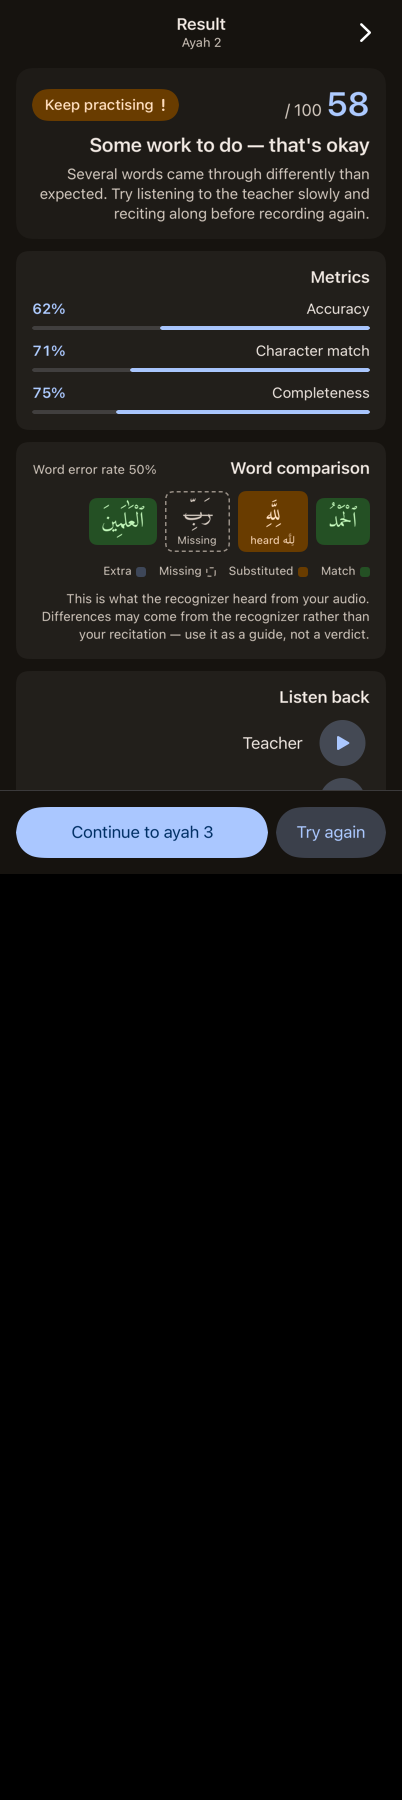 Result
Ayah 2
Keep practising !
58 / 100
Some work to do — that's okay
Several words came through differently than
expected. Try listening to the teacher slowly and
reciting along before recording again.
Metrics
Accuracy 62%
Character match 71%
Completeness 75%
Word comparison
Word error rate 50%
ٱلْحَمْدُ لِلَّهِ رَبِّ ٱلْعَٰلَمِينَ
heard لله Missing
Match Substituted Missing Extra
This is what the recognizer heard from your audio.
Differences may come from the recognizer rather than
your recitation — use it as a guide, not a verdict.
Listen back
Teacher
Continue to ayah 3
Try again